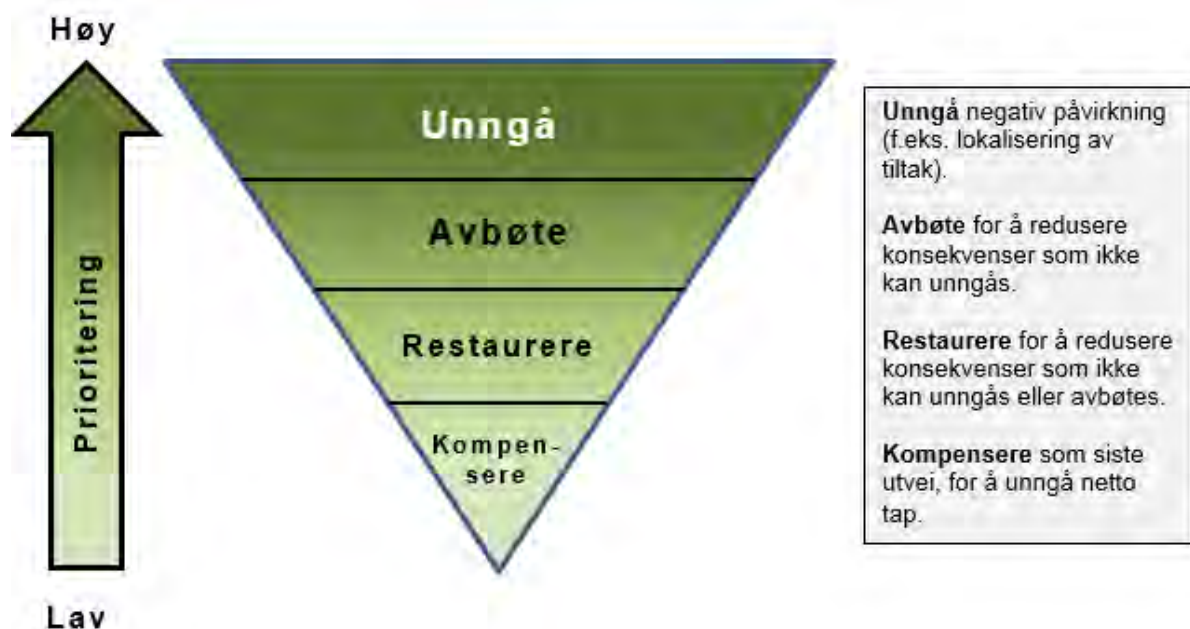 Høy
Prioritering
Lav
Unngå
Avbøte
Restaurere
Kompen-
sere
Unngå negativ påvirkning
(f.eks. lokalisering av
tiltak).
Avbøte for å redusere
konsekvenser som ikke
kan unngås.
Restaurere for å redusere
konsekvenser som ikke
kan unngås eller avbøtes.
Kompensere som siste
utvei, for å unngå netto
tap.